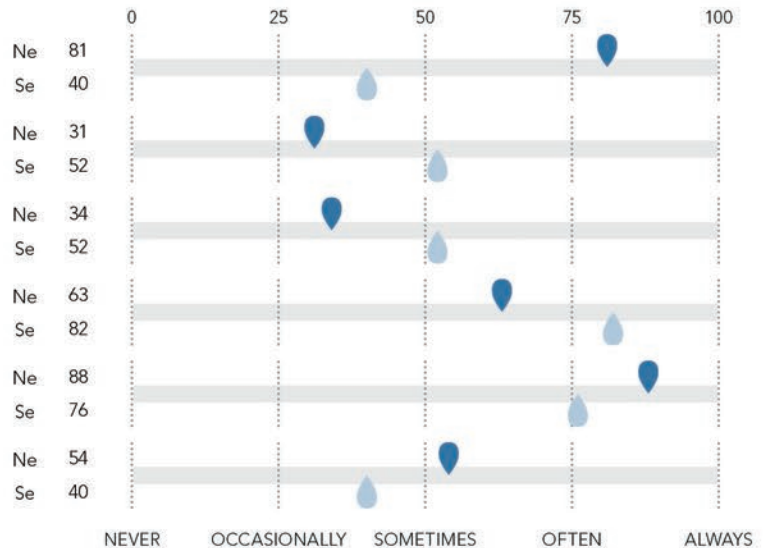 0 25 50 75 100
Ne 81
Se 40
Ne 31
Se 52
Ne 34
Se 52
Ne 63
Se 82
Ne 88
Se 76
Ne 54
Se 40
NEVER OCCASIONALLY SOMETIMES OFTEN ALWAYS